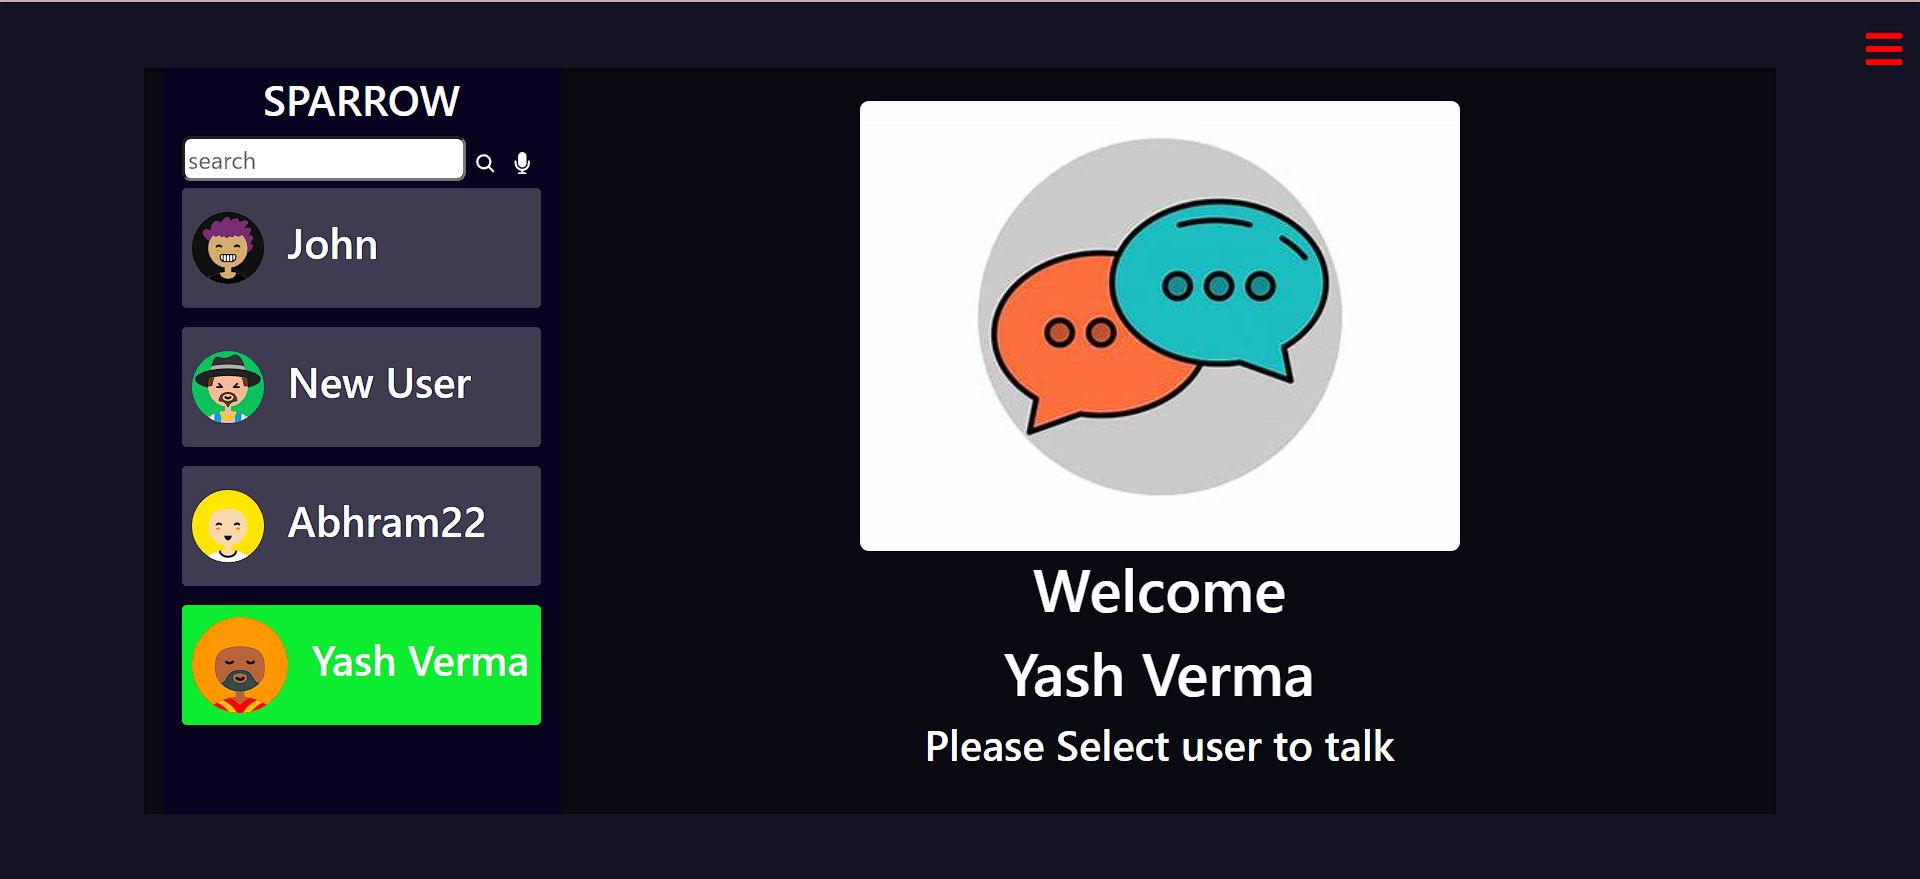 SPARROW
search
John
New User
Abhram22
Yash Verma
Welcome
Yash Verma
Please Select user to talk